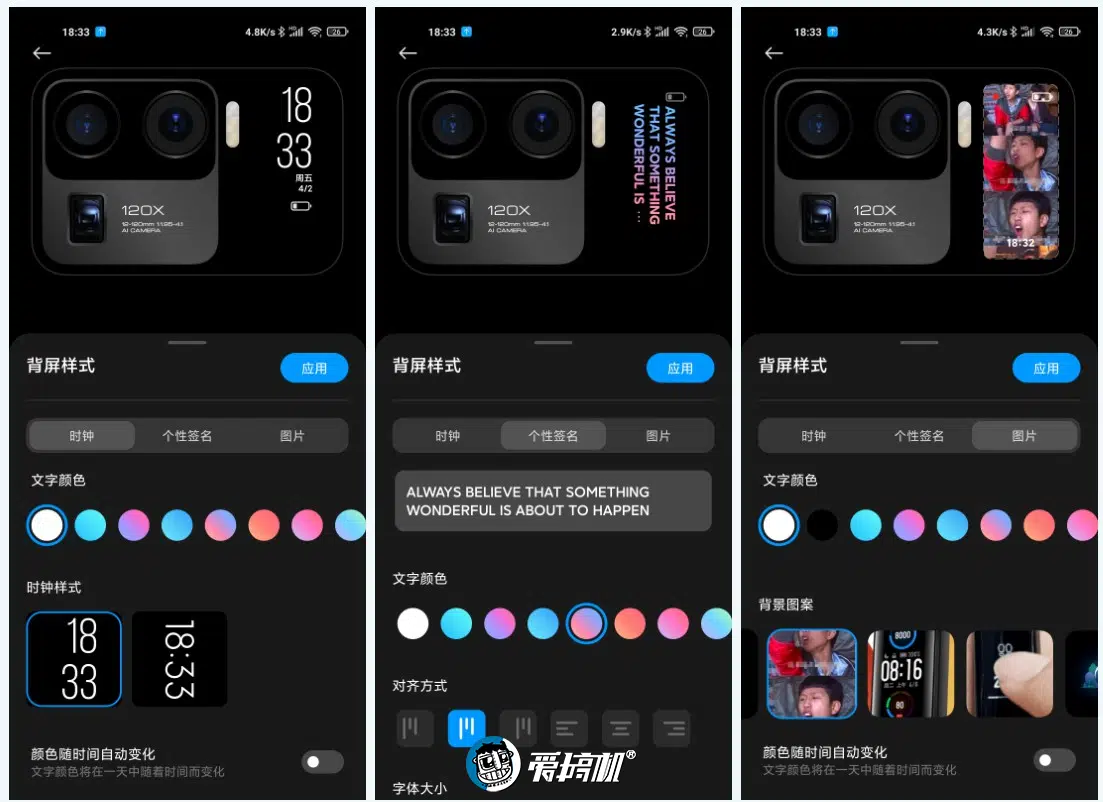 18:33
4.8K/s
26
18
33
周五
4/2
120X
12-120mm 1:1.95-4.1
AI CAMERA
背屏样式
应用
时钟
个性签名
图片
文字颜色
时钟样式
18
33
18:33
颜色随时间自动变化
文字颜色将在一天中随着时间而变化
18:33
2.9K/s
26
120X
12-120mm 1:1.95-4.1
AI CAMERA
ALWAYS BELIEVE
THAT SOMETHING
WONDERFUL IS ...
背屏样式
应用
时钟
个性签名
图片
ALWAYS BELIEVE THAT SOMETHING
WONDERFUL IS ABOUT TO HAPPEN
文字颜色
对齐方式
字体大小
爱搞机®
18:33
4.3K/s
26
120X
12-120mm 1:1.95-4.1
AI CAMERA
18:32
背屏样式
应用
时钟
个性签名
图片
文字颜色
背景图案
8000
08:16
80
颜色随时间自动变化
文字颜色将在一天中随着时间而变化